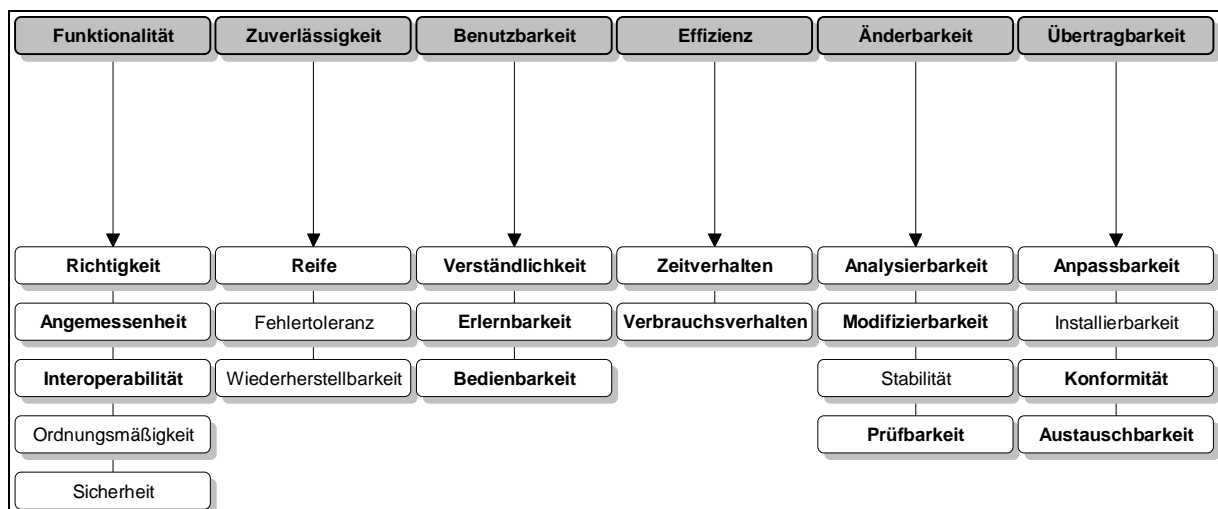 Funktionalität
Zuverlässigkeit
Benutzbarkeit
Effizienz
Änderbarkeit
Übertragbarkeit
Richtigkeit
Reife
Verständlichkeit
Zeitverhalten
Analysierbarkeit
Anpassbarkeit
Angemessenheit
Fehlertoleranz
Erlernbarkeit
Verbrauchsverhalten
Modifizierbarkeit
Installierbarkeit
Interoperabilität
Wiederherstellbarkeit
Bedienbarkeit
Stabilität
Konformität
Ordnungsmäßigkeit
Prüfbarkeit
Austauschbarkeit
Sicherheit